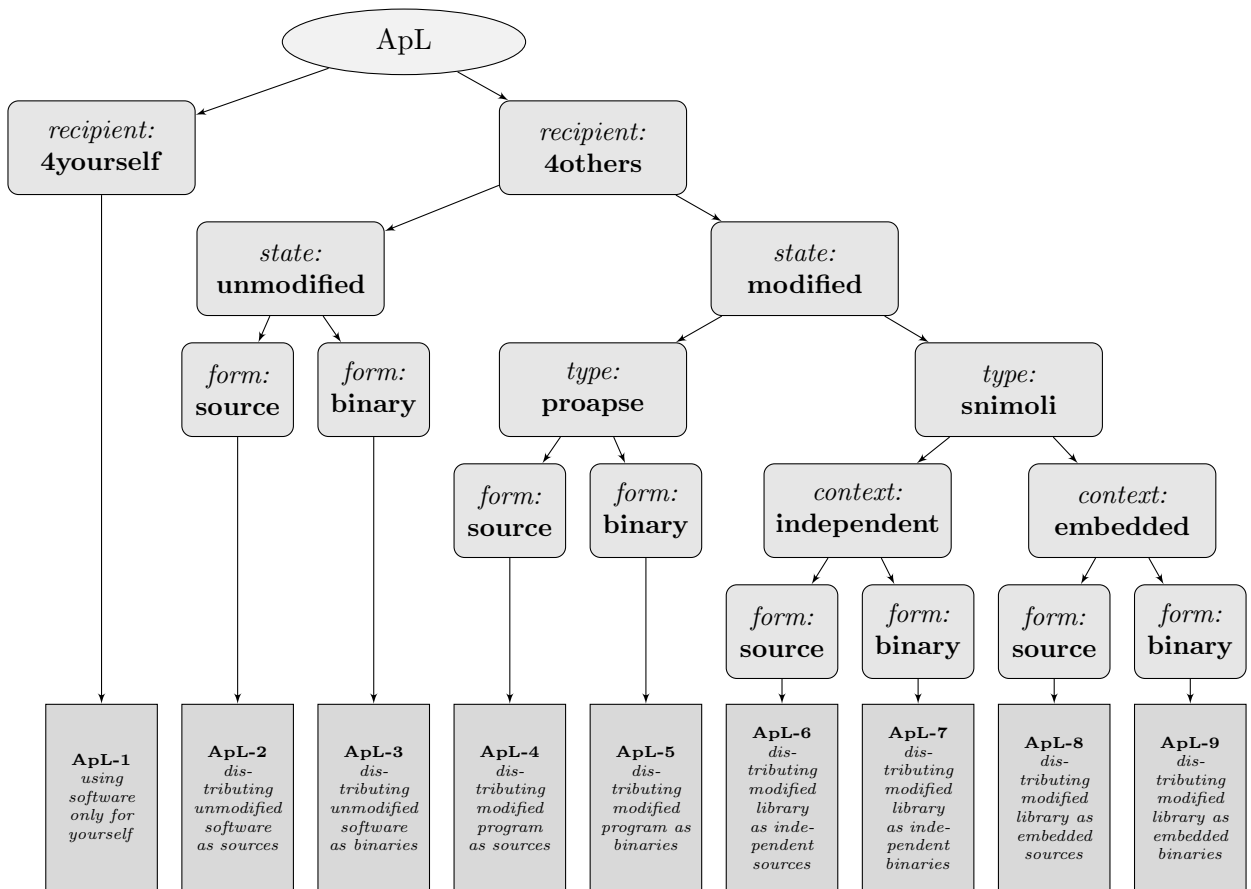 ApL
recipient:
4yourself
recipient:
4others
state:
unmodified
state:
modified
form:
source
form:
binary
type:
proapse
type:
snimoli
form:
source
form:
binary
context:
independent
context:
embedded
form:
source
form:
binary
form:
source
form:
binary
ApL-1
using
software
only for
yourself
ApL-2
dis-
tributing
unmodified
software
as sources
ApL-3
dis-
tributing
unmodified
software
as binaries
ApL-4
dis-
tributing
modified
program
as sources
ApL-5
dis-
tributing
modified
program as
binaries
ApL-6
dis-
tributing
modified
library
as inde-
pendent
sources
ApL-7
dis-
tributing
modified
library
as inde-
pendent
binaries
ApL-8
dis-
tributing
modified
library as
embedded
sources
ApL-9
dis-
tributing
modified
library as
embedded
binaries